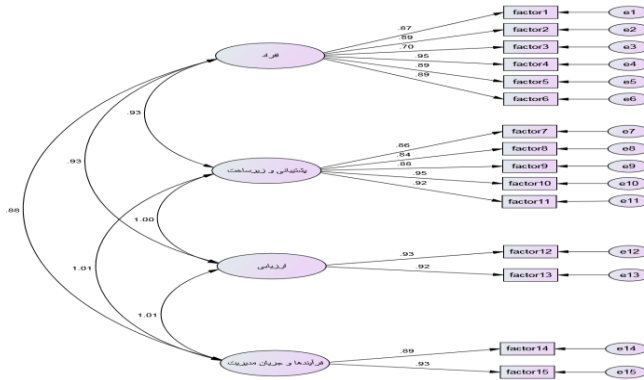 .87 factor1 e1
.89 factor2 e2
.70 factor3 e3
.95 factor4 e4
.89 factor5 e5
.89 factor6 e6
افراد
.93
.86 factor7 e7
.84 factor8 e8
.88 factor9 e9
.95 factor10 e10
.92 factor11 e11
پشتیبانی و زیرساخت
.93
.88
1.00
.93 factor12 e12
.92 factor13 e13
ارزیابی
1.01
1.01
.89 factor14 e14
.93 factor15 e15
فرآیندها و جریان مدیریت